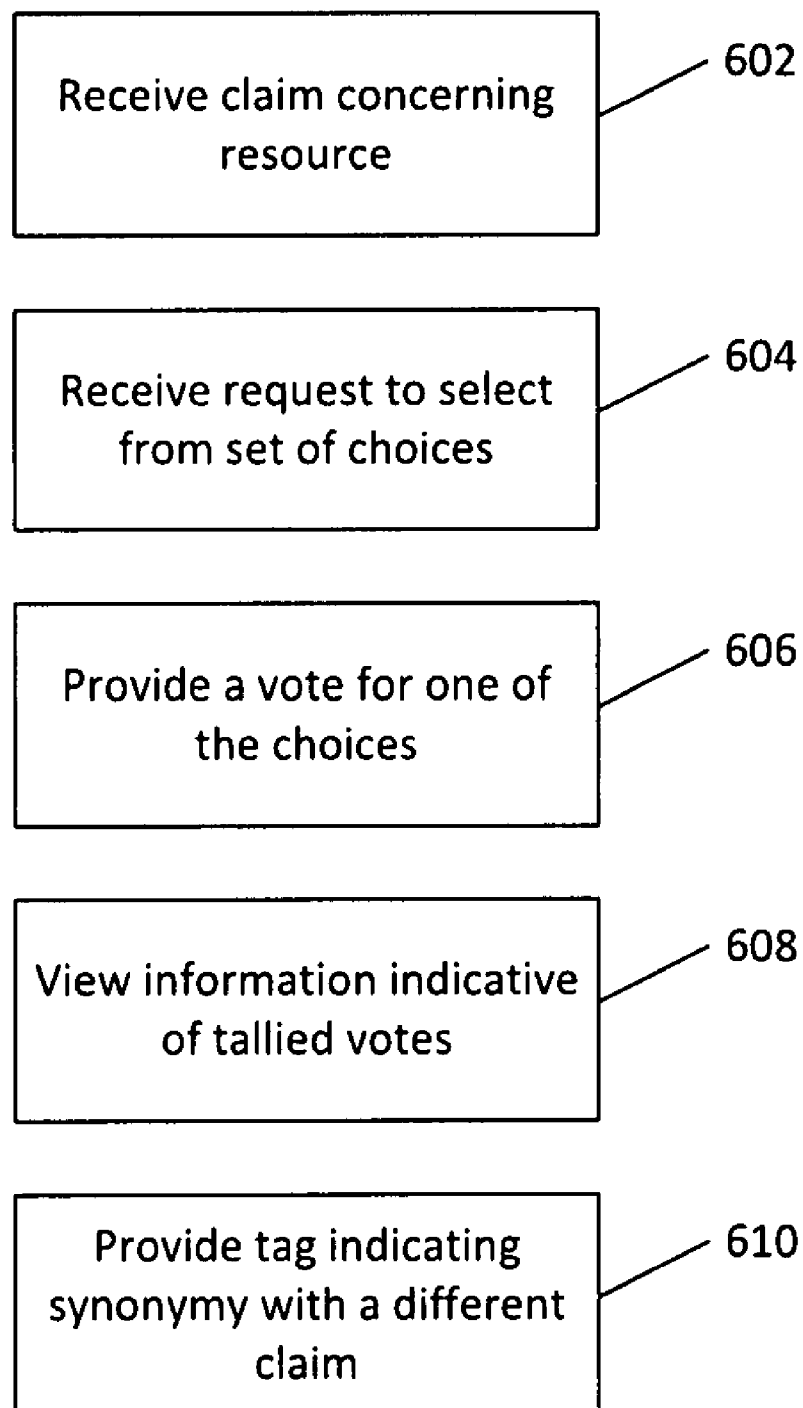 Receive claim concerning
resource
602
Receive request to select
from set of choices
604
Provide a vote for one of
the choices
606
View information indicative
of tallied votes
608
Provide tag indicating
synonymy with a different
claim
610